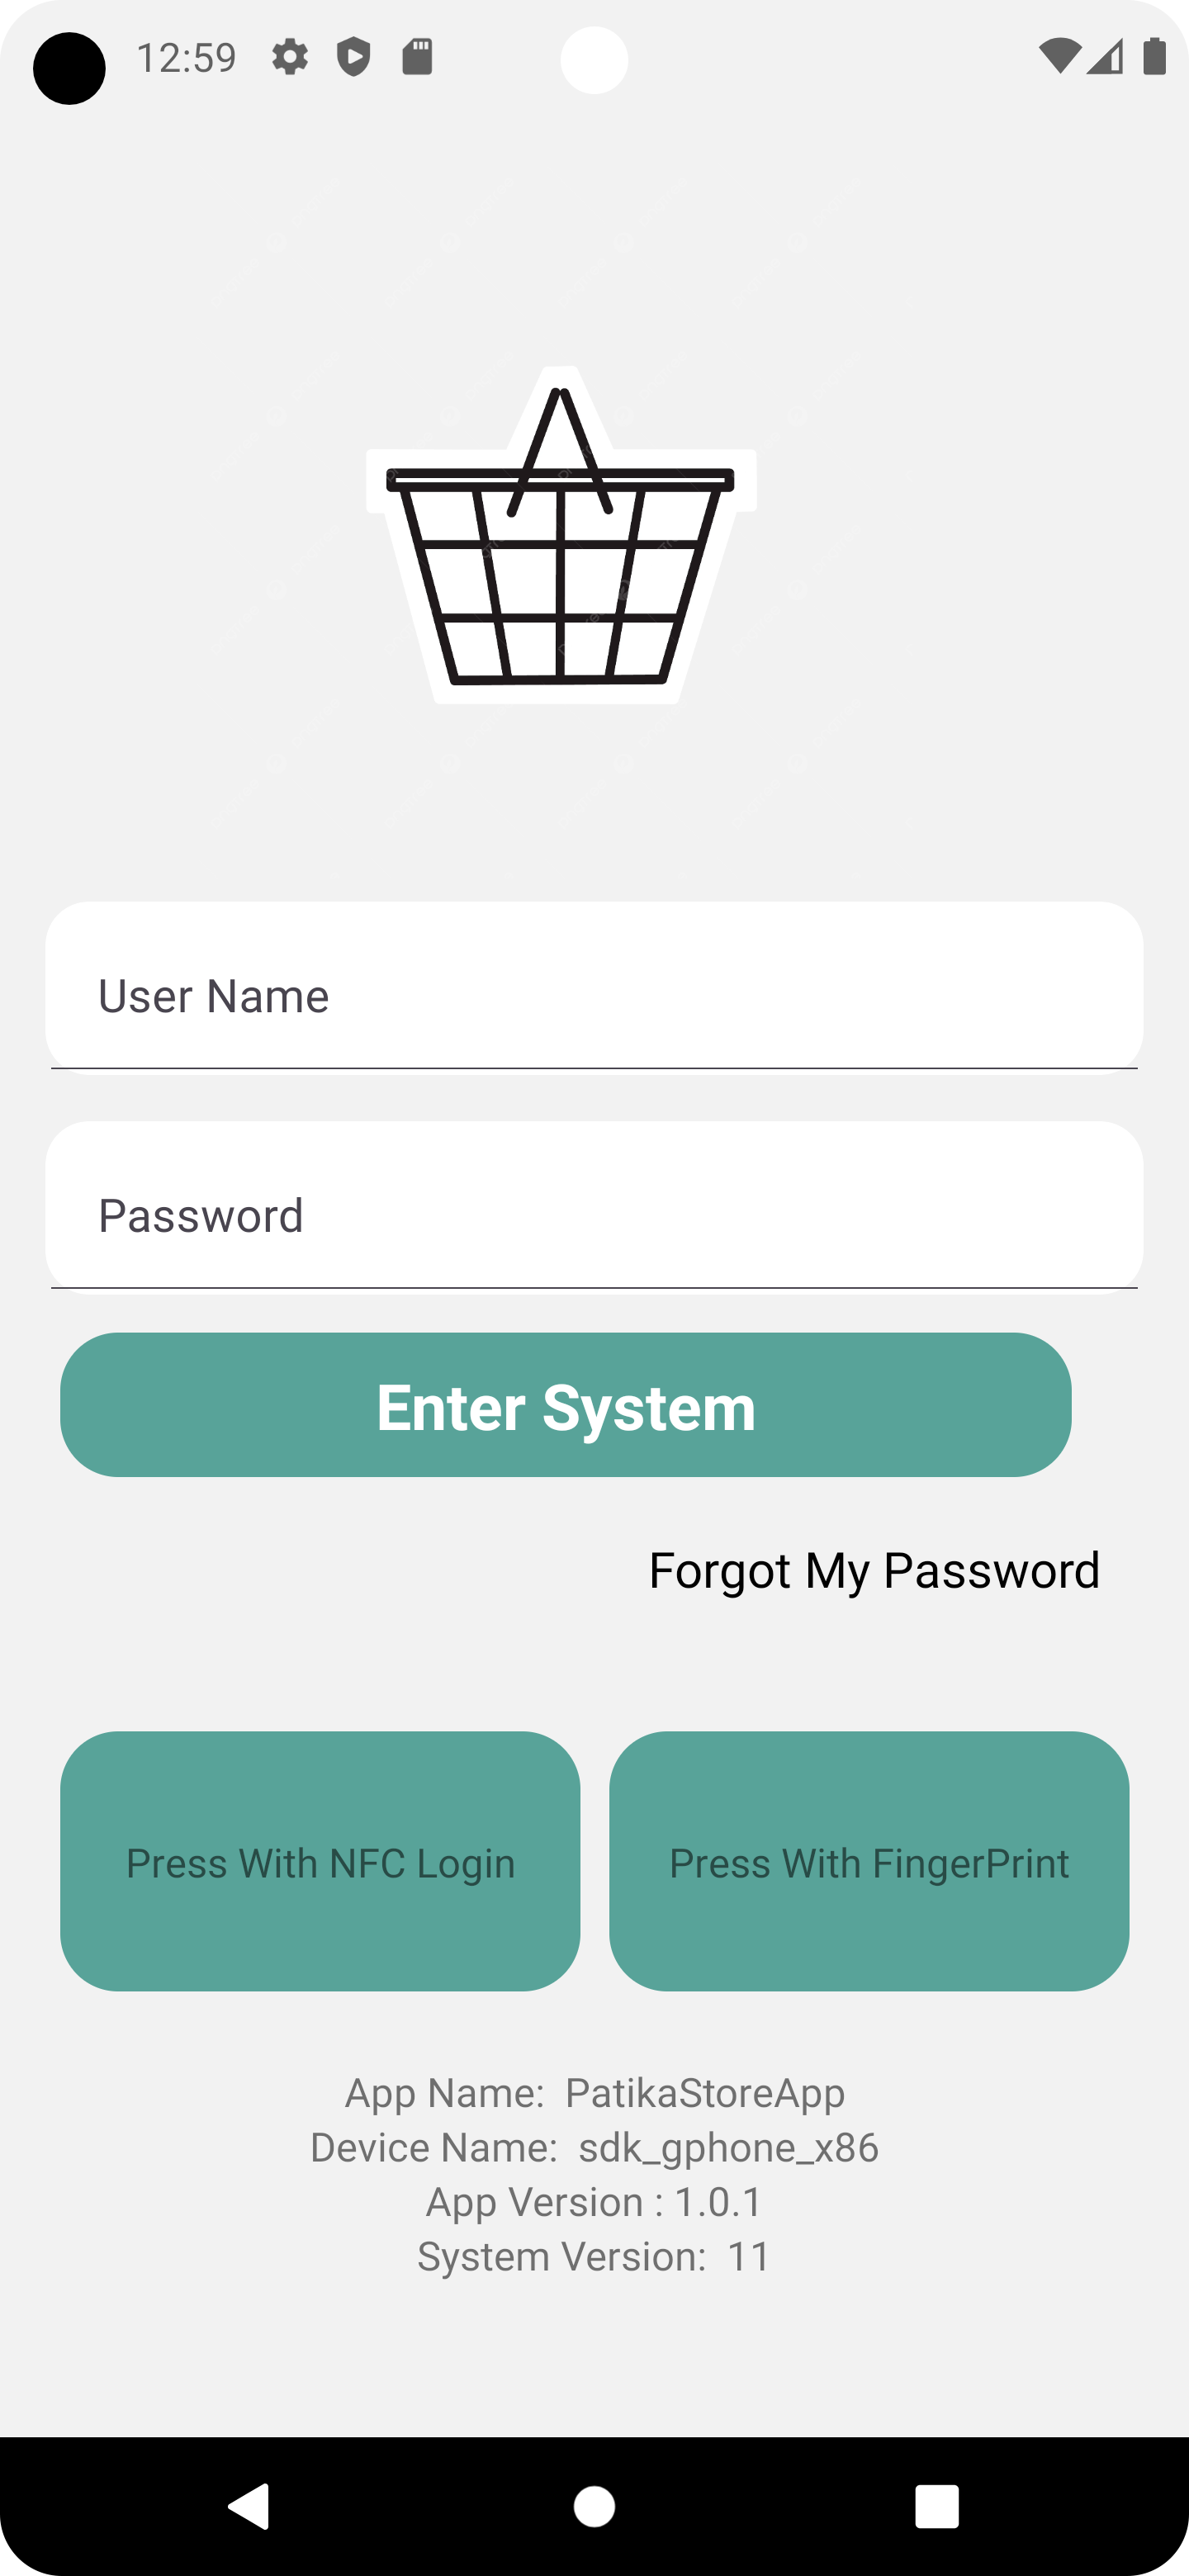 12:59
User Name
Password
Enter System
Forgot My Password
Press With NFC Login
Press With FingerPrint
App Name:  PatikaStoreApp
Device Name:  sdk_gphone_x86
App Version : 1.0.1
System Version:  11